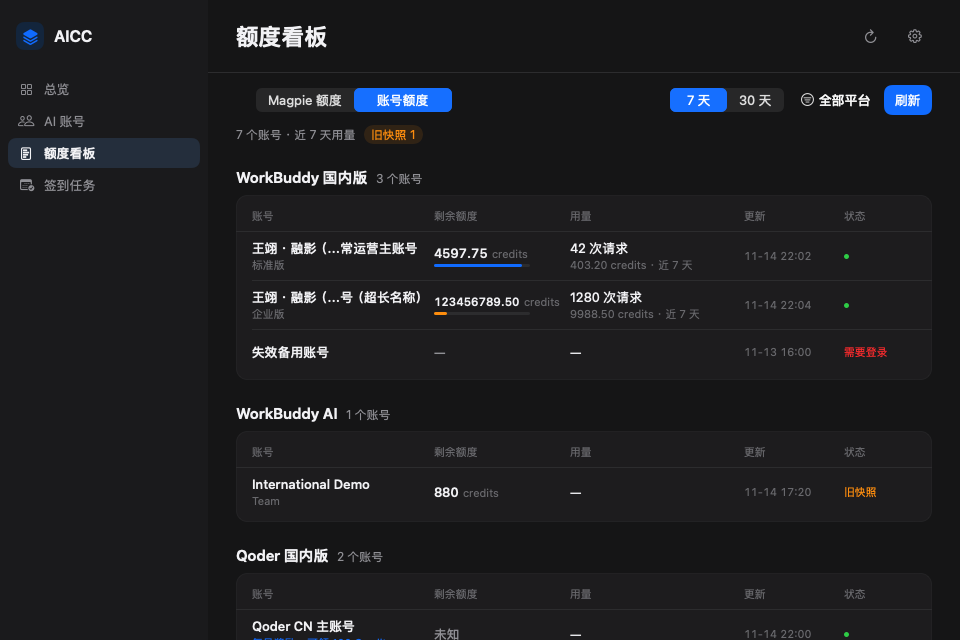 AICC
总览
AI 账号
额度看板
签到任务
额度看板
Magpie 额度 账号额度 7 天 30 天 全部平台 刷新
7 个账号 · 近 7 天用量 旧快照 1
WorkBuddy 国内版 3 个账号
账号 剩余额度 用量 更新 状态
王翊 · 融影（...常运营主账号 4597.75 credits 42 次请求 11-14 22:02
标准版 403.20 credits · 近 7 天
王翊 · 融影（...号（超长名称） 123456789.50 credits 1280 次请求 11-14 22:04
企业版 9988.50 credits · 近 7 天
失效备用账号 — — 11-13 16:00 需要登录
WorkBuddy AI 1 个账号
账号 剩余额度 用量 更新 状态
International Demo 880 credits — 11-14 17:20 旧快照
Team
Qoder 国内版 2 个账号
账号 剩余额度 用量 更新 状态
Qoder CN 主账号 未知 — 11-14 22:00